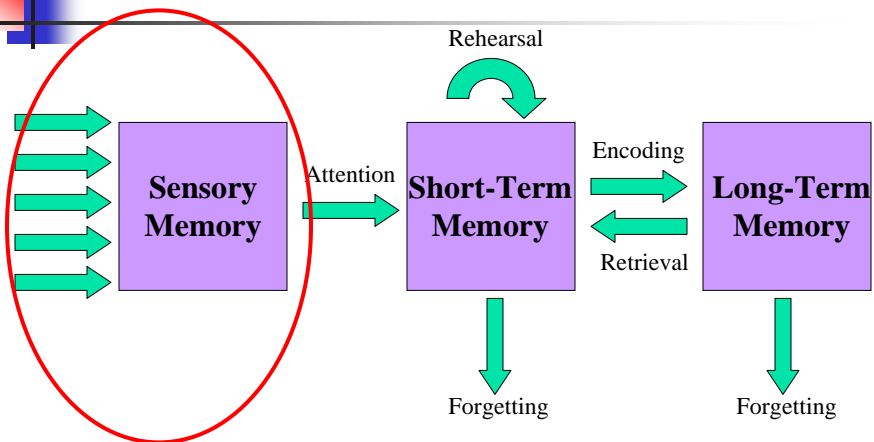 Rehearsal
Attention
Encoding
Sensory
Memory
Short-Term
Memory
Long-Term
Memory
Retrieval
Forgetting
Forgetting